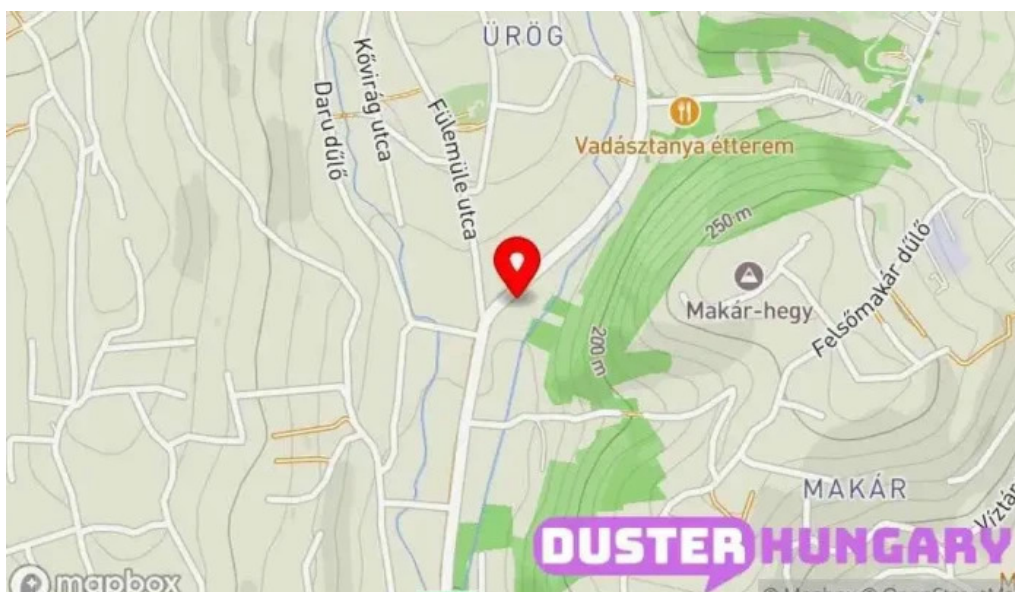 ÜRÖG
Kővirág utca
Daru dűlő
Fülemüle utca
Vadásztanya étterem
250 m
Makár-hegy
Felsőmakár dűlő
200 m
MAKÁR
DUSTER HUNGARY
mapbox